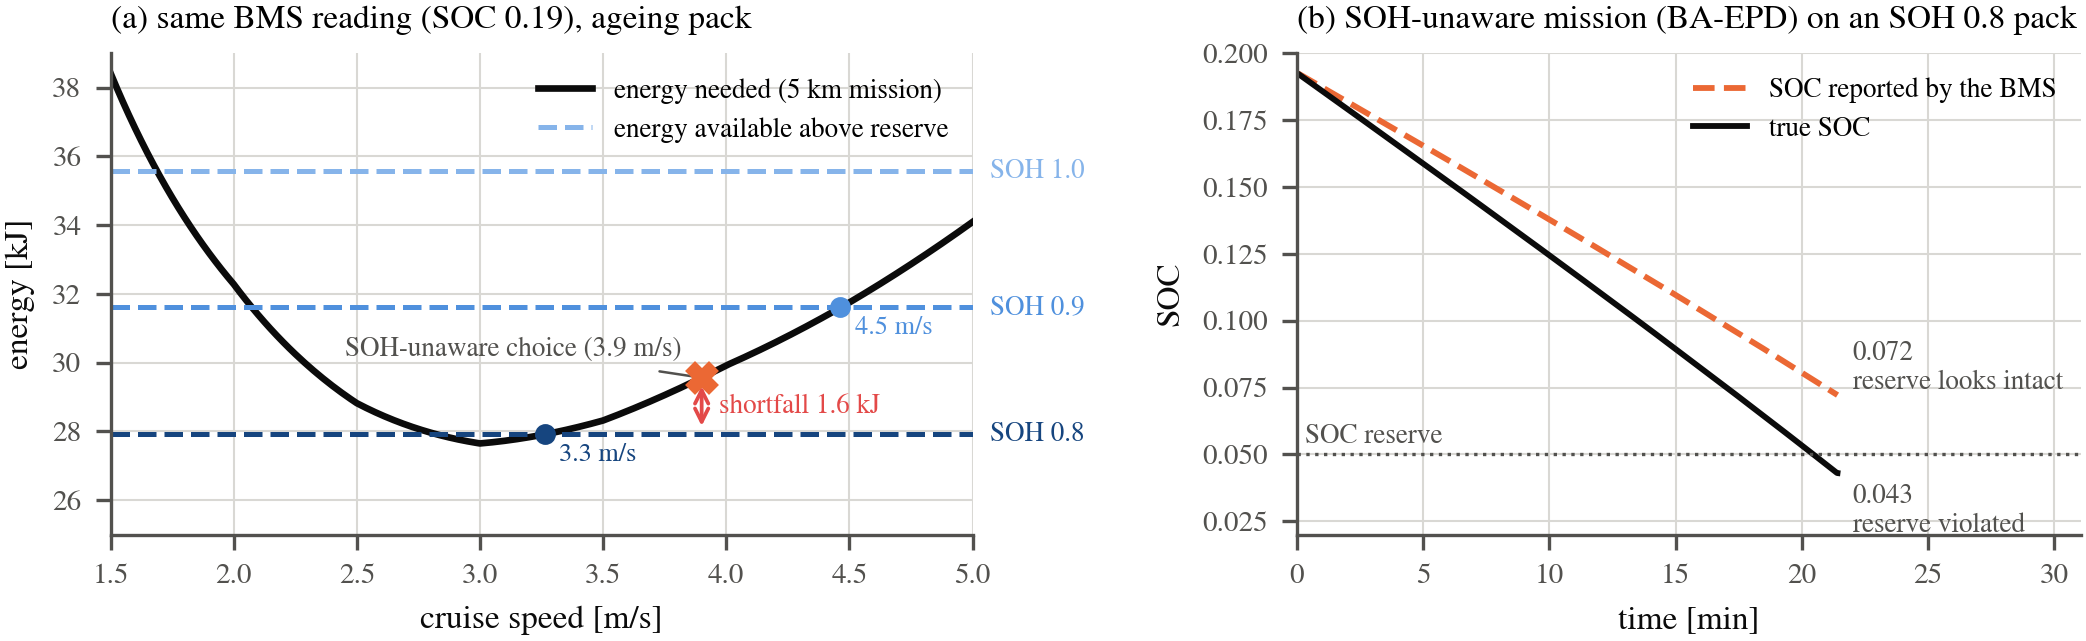 (a) same BMS reading (SOC 0.19), ageing pack
energy [kJ]
38
36
34
32
30
28
26
energy needed (5 km mission)
energy available above reserve
SOH 1.0
SOH 0.9
4.5 m/s
SOH-unaware choice (3.9 m/s)
shortfall 1.6 kJ
SOH 0.8
3.3 m/s
1.5 2.0 2.5 3.0 3.5 4.0 4.5 5.0
cruise speed [m/s]
(b) SOH-unaware mission (BA-EPD) on an SOH 0.8 pack
SOC
0.200
0.175
0.150
0.125
0.100
0.075
0.050
0.025
SOC reported by the BMS
true SOC
0.072
reserve looks intact
SOC reserve
0.043
reserve violated
0 5 10 15 20 25 30
time [min]